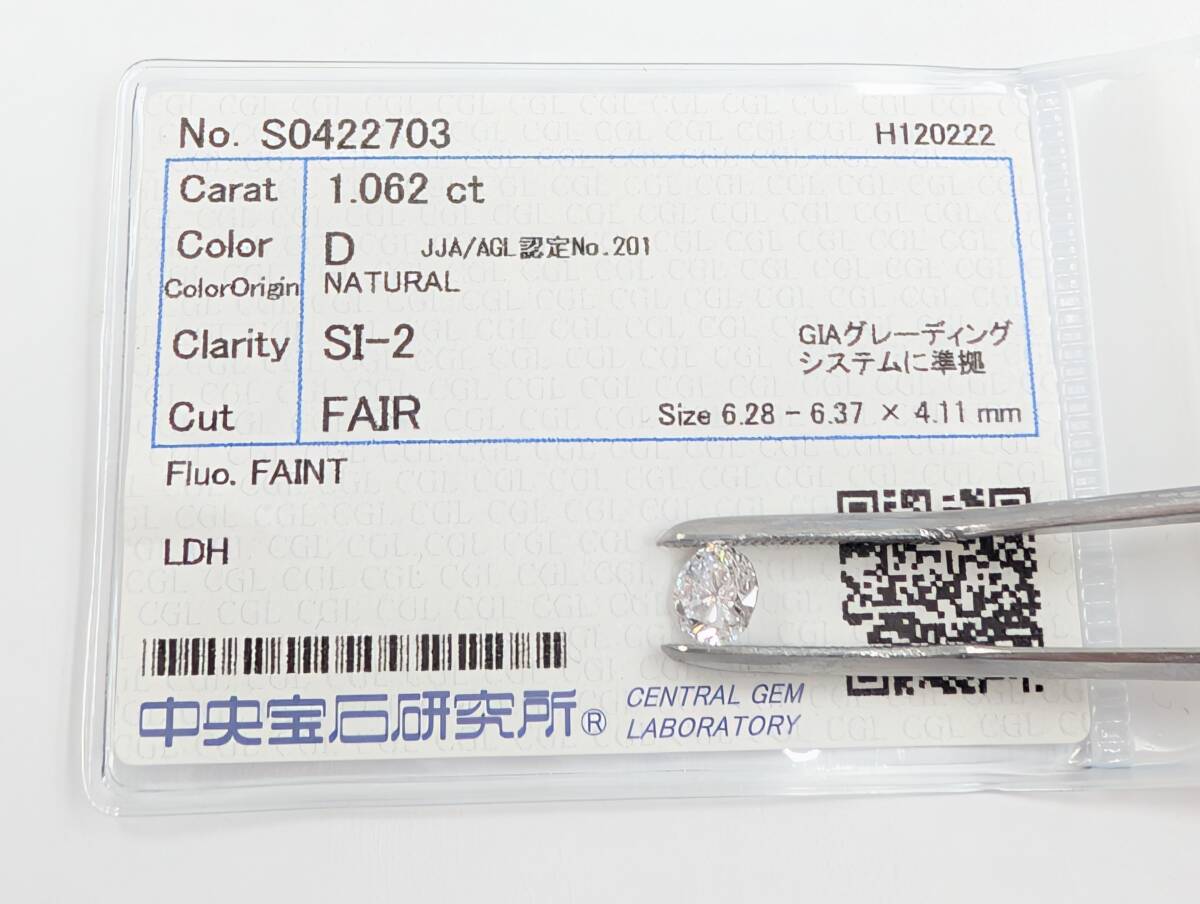 No. S0422703
H120222
Carat 1.062 ct
Color D JJA/AGL認定No.201
ColorOrigin NATURAL
Clarity SI-2
GIAグレーディング
システムに準拠
Cut FAIR Size 6.28 - 6.37 × 4.11 mm
Fluo. FAINT
LDH
中央宝石研究所® CENTRAL GEM
LABORATORY